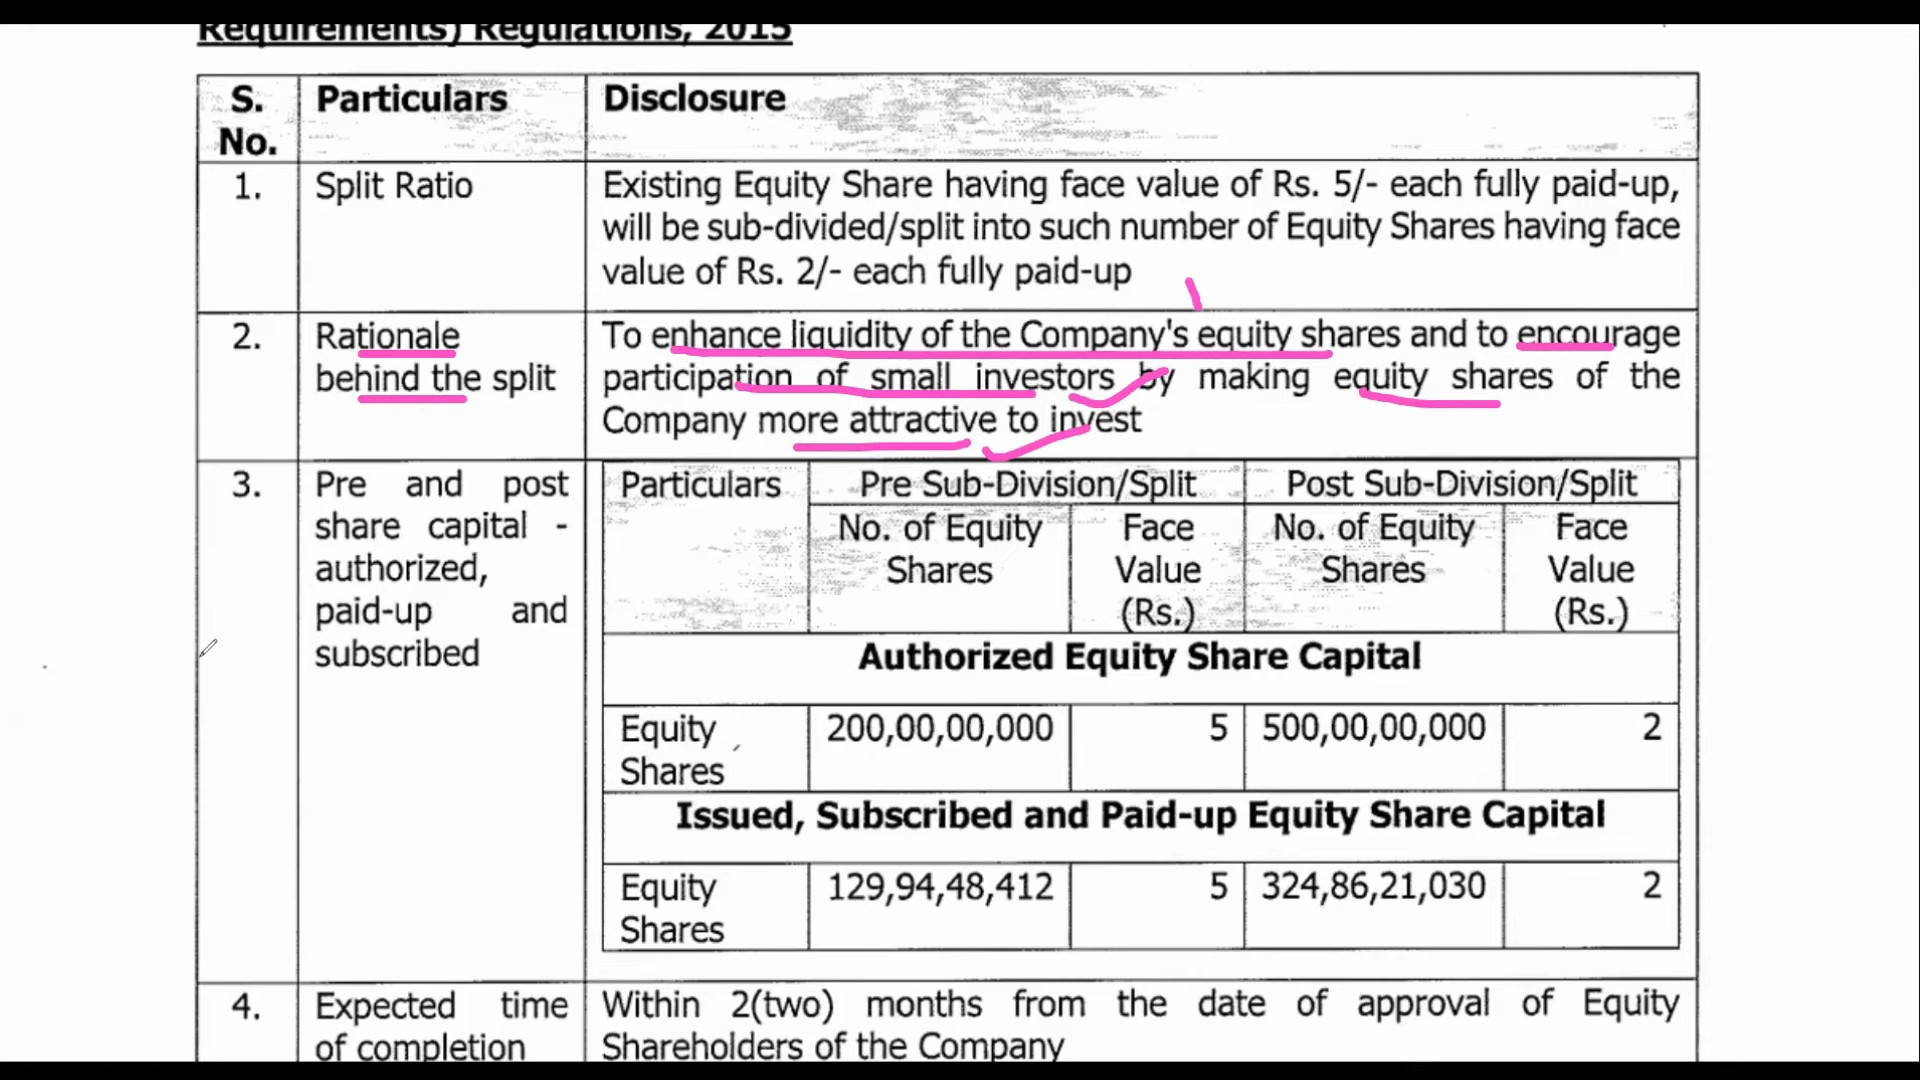 Requirements) Regulations, 2015
S. No. Particulars Disclosure
1. Split Ratio Existing Equity Share having face value of Rs. 5/- each fully paid-up,
will be sub-divided/split into such number of Equity Shares having face
value of Rs. 2/- each fully paid-up
2. Rationale To enhance liquidity of the Company's equity shares and to encourage
behind the split participation of small investors by making equity shares of the
Company more attractive to invest
3. Pre and post Particulars Pre Sub-Division/Split Post Sub-Division/Split
share capital - No. of Equity Face No. of Equity Face
authorized, Shares Value Shares Value
paid-up and (Rs.) (Rs.)
subscribed Authorized Equity Share Capital
Equity 200,00,00,000 5 500,00,00,000 2
Shares
Issued, Subscribed and Paid-up Equity Share Capital
Equity 129,94,48,412 5 324,86,21,030 2
Shares
4. Expected time Within 2(two) months from the date of approval of Equity
of completion Shareholders of the Company